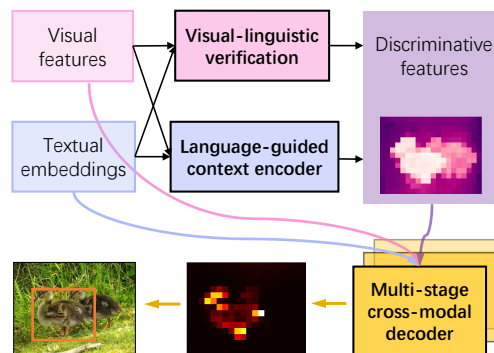 Visual
features
Visual-linguistic
verification
Discriminative
features
Textual
embeddings
Language-guided
context encoder
Multi-stage
cross-modal
decoder